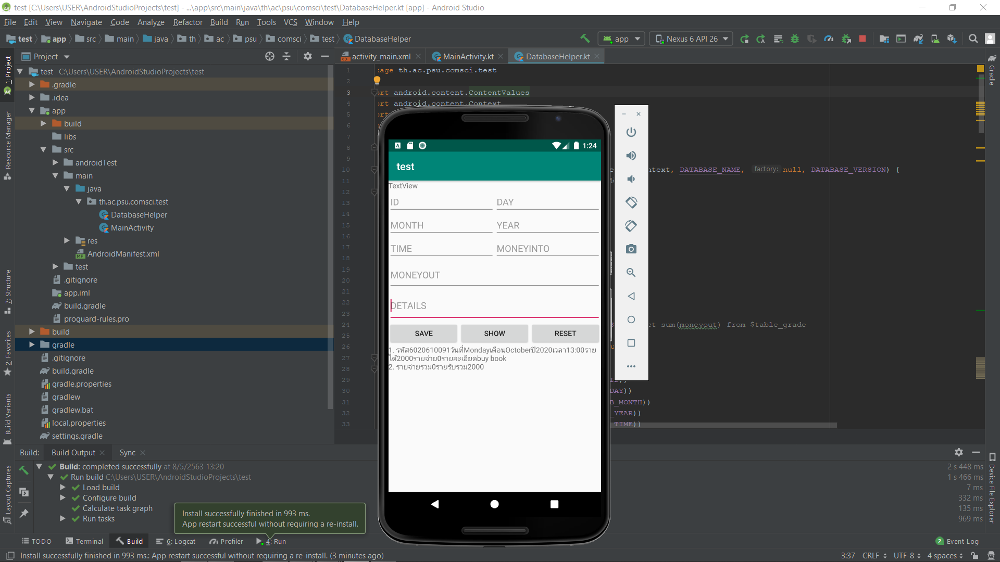 test [C:\Users\USER\AndroidStudioProjects\test] - ...\app\src\main\java\th\ac\psu\comsci\test\DatabaseHelper.kt [app] - Android Studio
File Edit View Navigate Code Analyze Refactor Build Run Tools VCS Window Help
test app src main java th ac psu comsci test DatabaseHelper app Nexus 6 API 26
Project activity_main.xml MainActivity.kt DatabaseHelper.kt
1: Project
Resource Manager
7: Structure
2: Favorites
Build Variants
Layout Captures
test C:\Users\USER\AndroidStudioProjects\test
.gradle
.idea
app
build
libs
src
androidTest
main
java
th.ac.psu.comsci.test
DatabaseHelper
MainActivity
res
AndroidManifest.xml
test
.gitignore
app.iml
build.gradle
proguard-rules.pro
build
gradle
.gitignore
build.gradle
gradle.properties
gradlew
gradlew.bat
local.properties
settings.gradle
1 age th.ac.psu.comsci.test
2
3 ort android.content.ContentValues
4 ort android.content.Context
5 ort
6
7
8
9
10 ntext, DATABASE_NAME, factory: null, DATABASE_VERSION) {
11
12
13
14
15
16
17
18
19
20
21
22
23
24 ct sum(moneyout) from $table_grade
25
26
27
28
29
30 DAY))
31 B_MONTH))
32 _YEAR))
33 _TIME))
1:24
test
TextView
ID DAY
MONTH YEAR
TIME MONEYINTO
MONEYOUT
DETAILS
SAVE SHOW RESET
1. รหัส6020610091วันที่MondayเดือนOctoberปี2020เวลา13:00ราย
ได้2000รายจ่าย0รายละเอียดbuy book
2. รายจ่ายรวม0รายรับรวม2000
Gradle
Device File Explorer
Build: Build Output Sync
Build: completed successfully at 8/5/2563 13:20 2 s 448 ms
Run build C:\Users\USER\AndroidStudioProjects\test 1 s 466 ms
Load build 7 ms
Configure build 332 ms
Calculate task graph 135 ms
Run tasks 969 ms
Install successfully finished in 993 ms.
App restart successful without requiring a re-install.
TODO Terminal Build 6: Logcat Profiler 4: Run 2 Event Log
Install successfully finished in 993 ms.: App restart successful without requiring a re-install. (3 minutes ago) 3:37 CRLF UTF-8 4 spaces